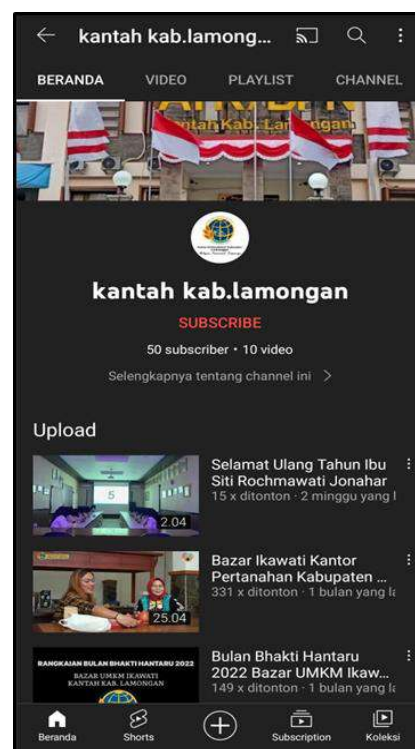 kantah kab.lamong...
BERANDA VIDEO PLAYLIST CHANNEL
kantah kab.lamongan
SUBSCRIBE
50 subscriber • 10 video
Selengkapnya tentang channel ini >
Upload
Selamat Ulang Tahun Ibu
Siti Rochmawati Jonahar
15 x ditonton · 2 minggu yang l
5
2.04
Bazar Ikawati Kantor
Pertanahan Kabupaten ...
331 x ditonton · 1 bulan yang la
25.04
Bulan Bhakti Hantaru
2022 Bazar UMKM Ikaw...
149 x ditonton · 1 bulan yang la
RANGKAIAN BULAN BHAKTI HANTARU 2022
BAZAR UMKM IKAWATI
KANTAH KAB. LAMONGAN
Beranda Shorts Subscription Koleksi